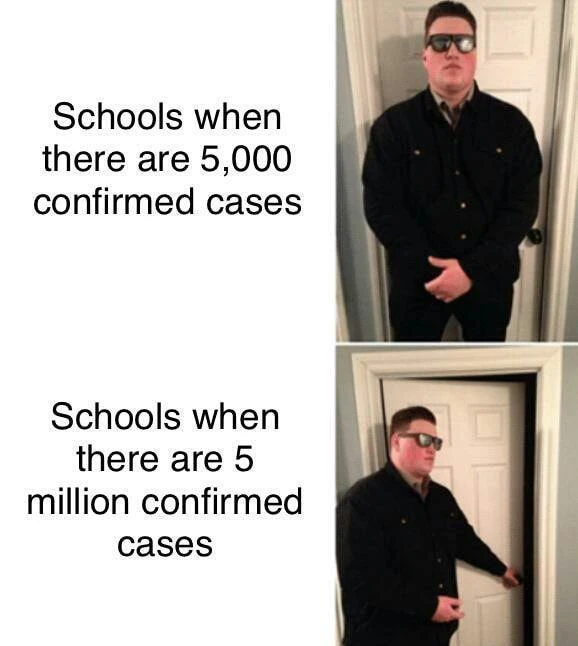 Schools when
there are 5,000
confirmed cases
Schools when
there are 5
million confirmed
cases